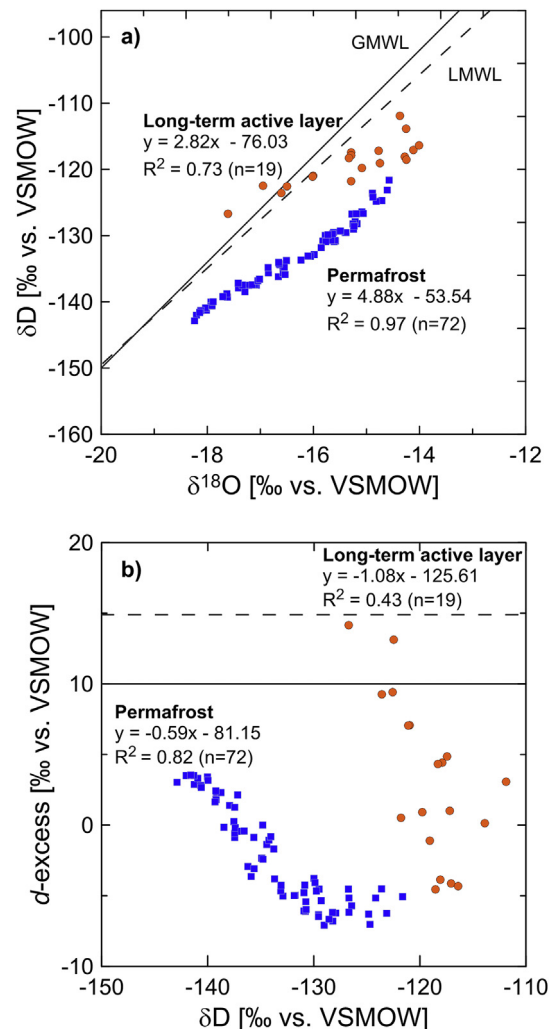 a)
GMWL
LMWL
Long-term active layer
y = 2.82x - 76.03
R² = 0.73 (n=19)
Permafrost
y = 4.88x - 53.54
R² = 0.97 (n=72)
δD [‰ vs. VSMOW]
-100
-110
-120
-130
-140
-150
-160
-20 -18 -16 -14 -12
δ¹⁸O [‰ vs. VSMOW]
b)
Long-term active layer
y = -1.08x - 125.61
R² = 0.43 (n=19)
Permafrost
y = -0.59x - 81.15
R² = 0.82 (n=72)
d-excess [‰ vs. VSMOW]
20
10
0
-10
-150 -140 -130 -120 -110
δD [‰ vs. VSMOW]